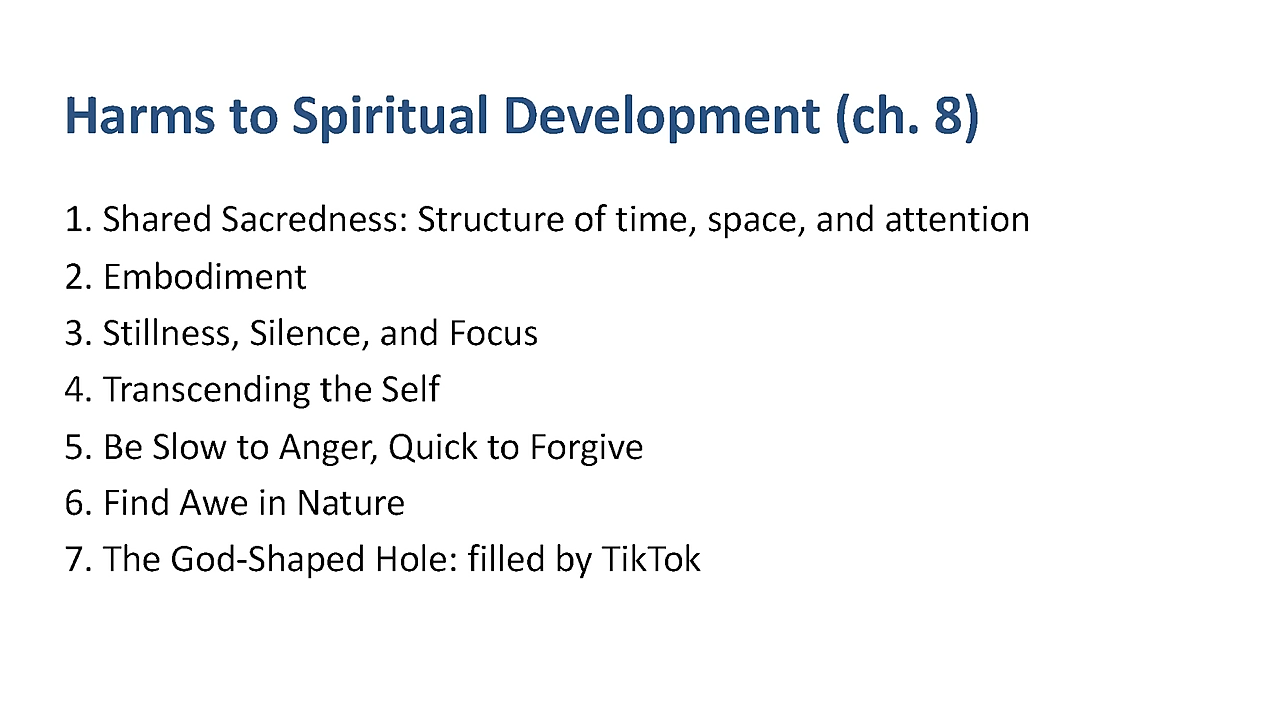 Harms to Spiritual Development (ch. 8)
1. Shared Sacredness: Structure of time, space, and attention
2. Embodiment
3. Stillness, Silence, and Focus
4. Transcending the Self
5. Be Slow to Anger, Quick to Forgive
6. Find Awe in Nature
7. The God-Shaped Hole: filled by TikTok